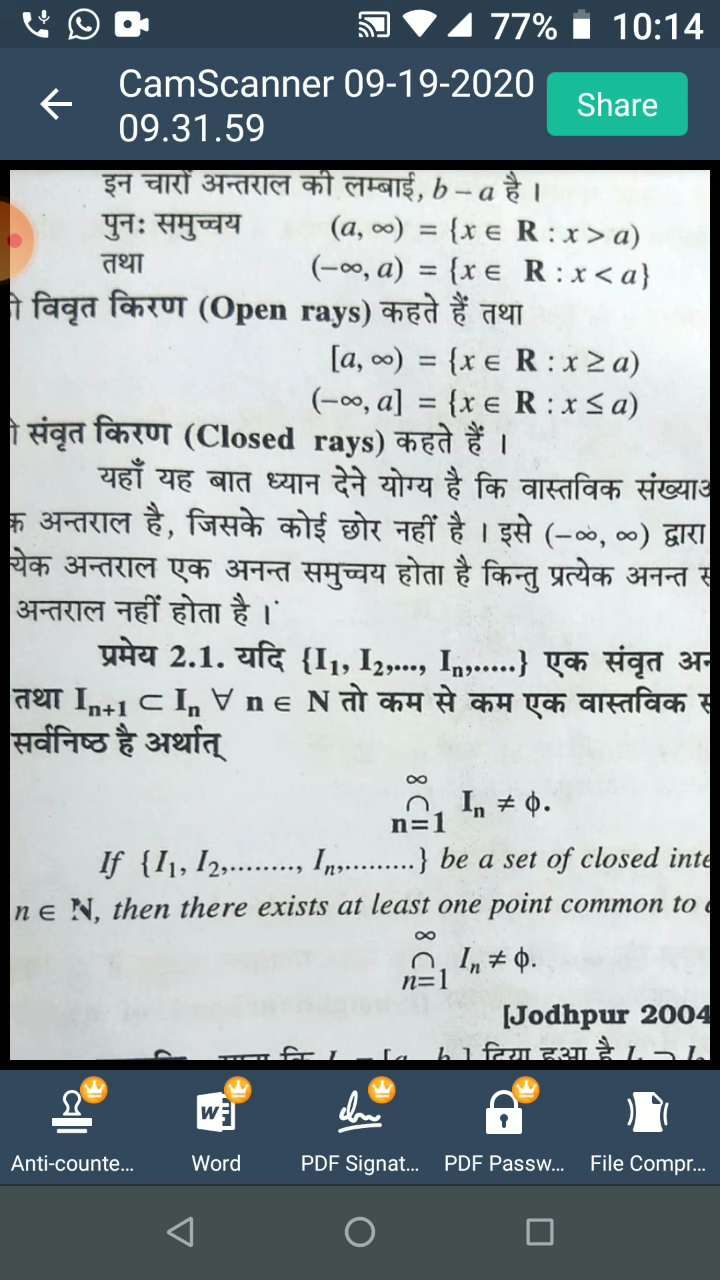 77% 10:14
CamScanner 09-19-2020
09.31.59
Share
इन चारों अन्तराल की लम्बाई, b – a है ।
पुनः समुच्चय (a, ∞) = {x ∈ R : x > a)
तथा (–∞, a) = {x ∈ R : x < a}
विवृत किरण (Open rays) कहते हैं तथा
[a, ∞) = {x ∈ R : x ≥ a)
(–∞, a] = {x ∈ R : x ≤ a)
संवृत किरण (Closed rays) कहते हैं ।
यहाँ यह बात ध्यान देने योग्य है कि वास्तविक
अन्तराल है, जिसके कोई छोर नहीं है । इसे (–∞, ∞) द्वारा
अन्तराल एक अनन्त समुच्चय होता है किन्तु प्रत्येक अनन्त
अन्तराल नहीं होता है ।
प्रमेय 2.1. यदि {I₁, I₂,..., Iₙ,.....} एक संवृत
तथा Iₙ₊₁ ⊂ Iₙ ∀ n ∈ N तो कम से कम एक वास्तविक
सर्वनिष्ठ है अर्थात्
∞
∩ Iₙ ≠ ϕ.
n=1
If {I₁, I₂,........, Iₙ,.........} be a set of closed
n ∈ N, then there exists at least one point common to
∞
∩ Iₙ ≠ ϕ.
n=1
[Jodhpur 2004
Anti-counte... Word PDF Signat... PDF Passw... File Compr...